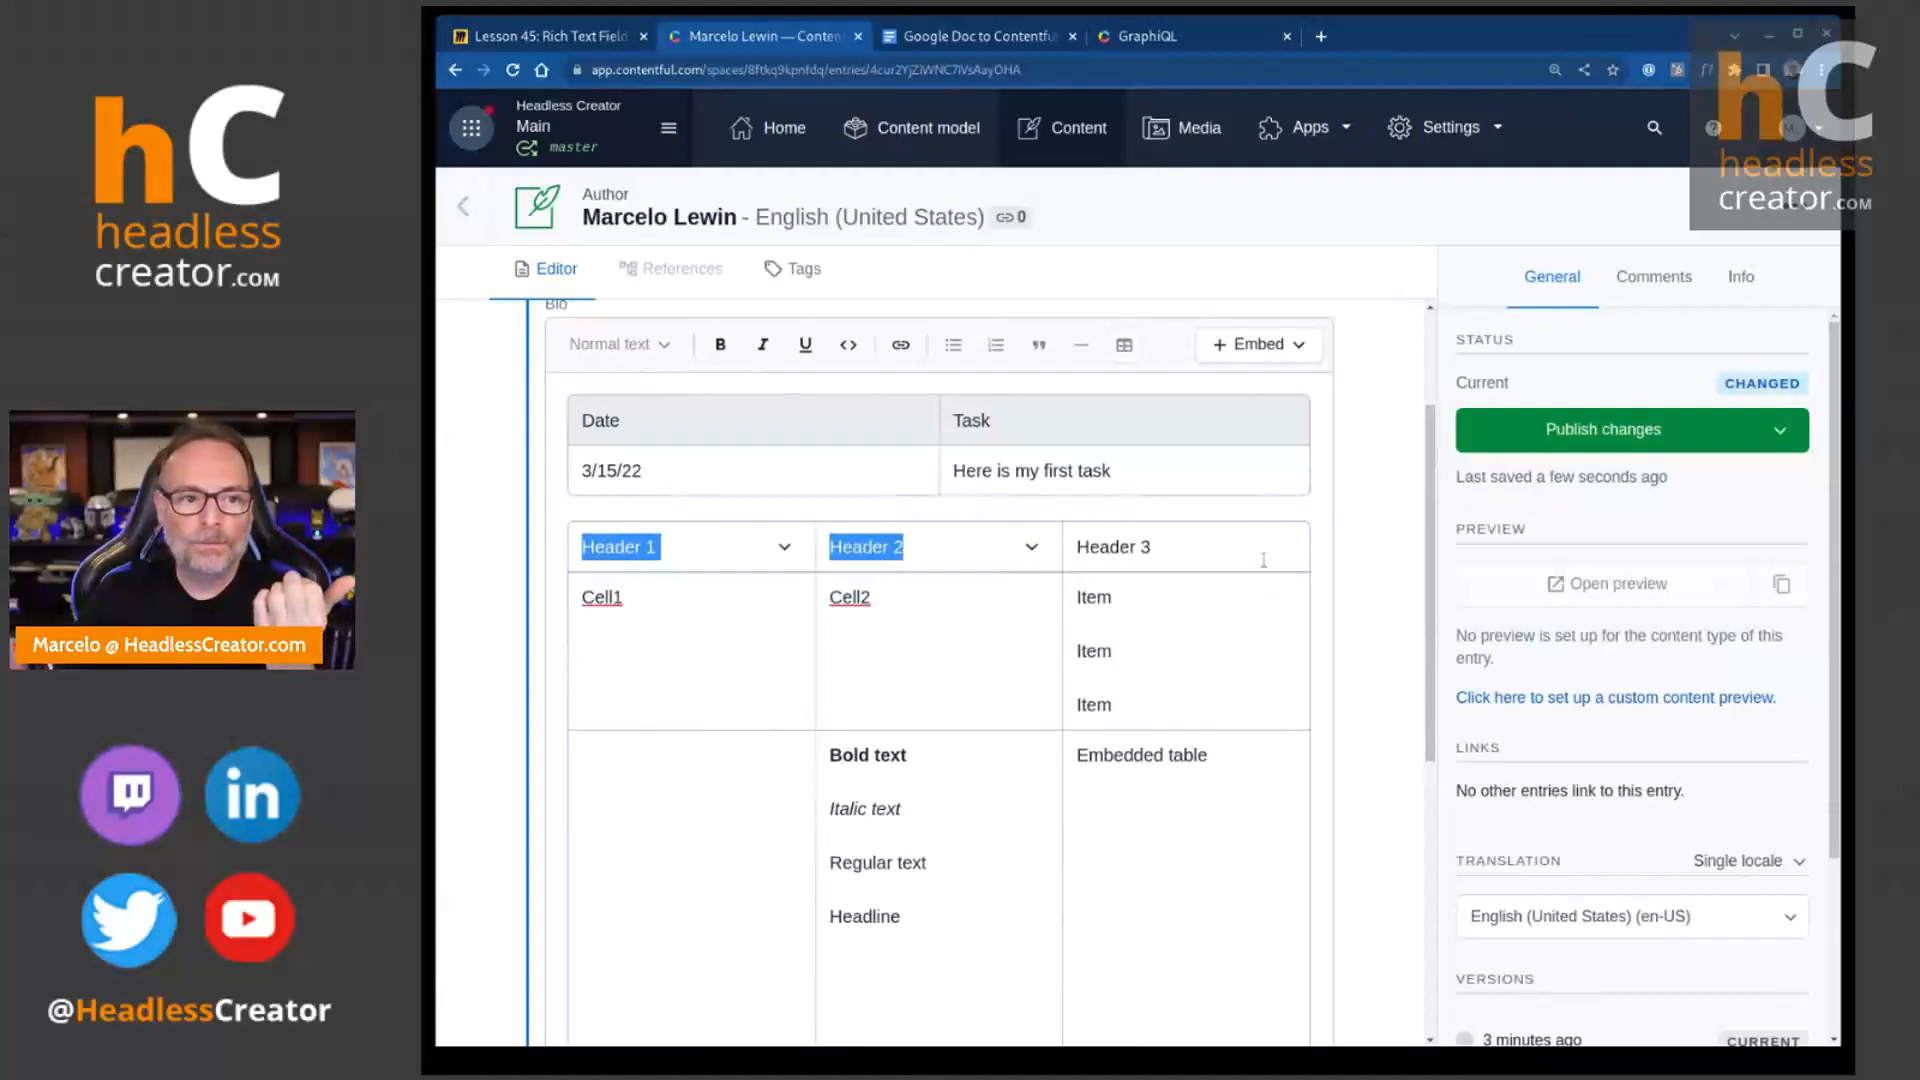 hC
headless
creator.com
Marcelo @ HeadlessCreator.com
in
@HeadlessCreator
Lesson 45: Rich Text Field
Marcelo Lewin — Conten
Google Doc to Contentful
GraphiQL
app.contentful.com/spaces/8ftkq9kpnfdq/entries/4cur2YjZiWNC7iVsAayOHA
Headless Creator
Main
master
Home
Content model
Content
Media
Apps
Settings
h.C
headless
creator.com
Author
Marcelo Lewin - English (United States) 0
Editor
References
Tags
General
Comments
Info
Bio
Normal text
B
I
U
<>
+ Embed
Date
Task
3/15/22
Here is my first task
Header 1
Header 2
Header 3
Cell1
Cell2
Item
Item
Item
Bold text
Embedded table
Italic text
Regular text
Headline
STATUS
Current
CHANGED
Publish changes
Last saved a few seconds ago
PREVIEW
Open preview
No preview is set up for the content type of this
entry.
Click here to set up a custom content preview.
LINKS
No other entries link to this entry.
TRANSLATION
Single locale
English (United States) (en-US)
VERSIONS
3 minutes ago
CURRENT